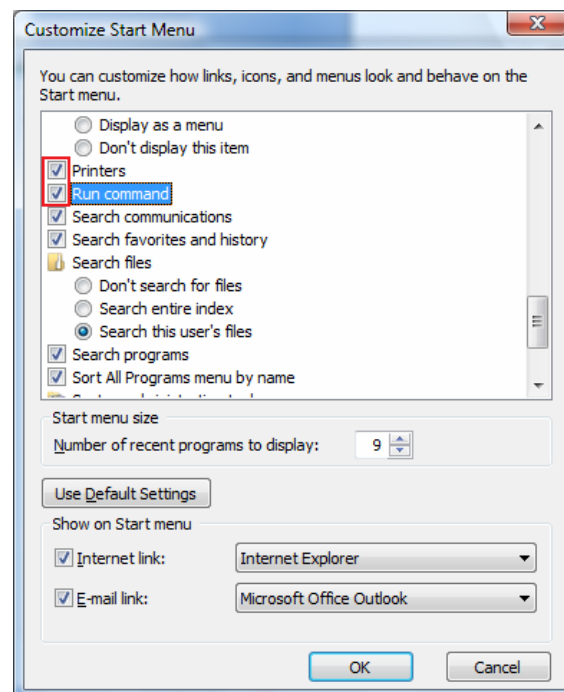 Customize Start Menu
You can customize how links, icons, and menus look and behave on the
Start menu.
Display as a menu
Don't display this item
Printers
Run command
Search communications
Search favorites and history
Search files
Don't search for files
Search entire index
Search this user's files
Search programs
Sort All Programs menu by name
Start menu size
Number of recent programs to display: 9
Use Default Settings
Show on Start menu
Internet link: Internet Explorer
E-mail link: Microsoft Office Outlook
OK Cancel